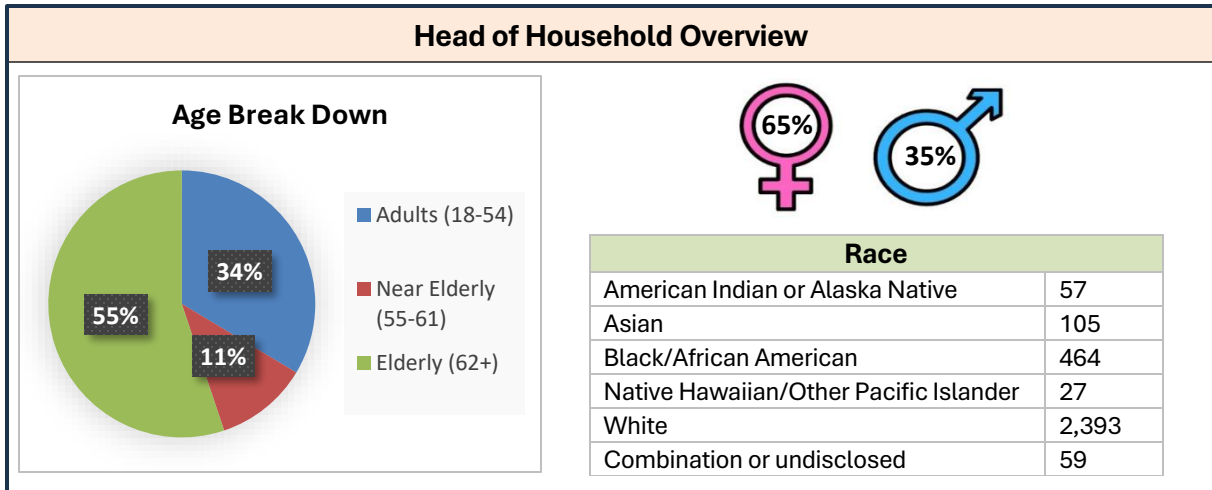 Head of Household Overview
Age Break Down
34%
11%
55%
Adults (18-54)
Near Elderly
(55-61)
Elderly (62+)
65%
35%
Race
American Indian or Alaska Native 57
Asian 105
Black/African American 464
Native Hawaiian/Other Pacific Islander 27
White 2,393
Combination or undisclosed 59